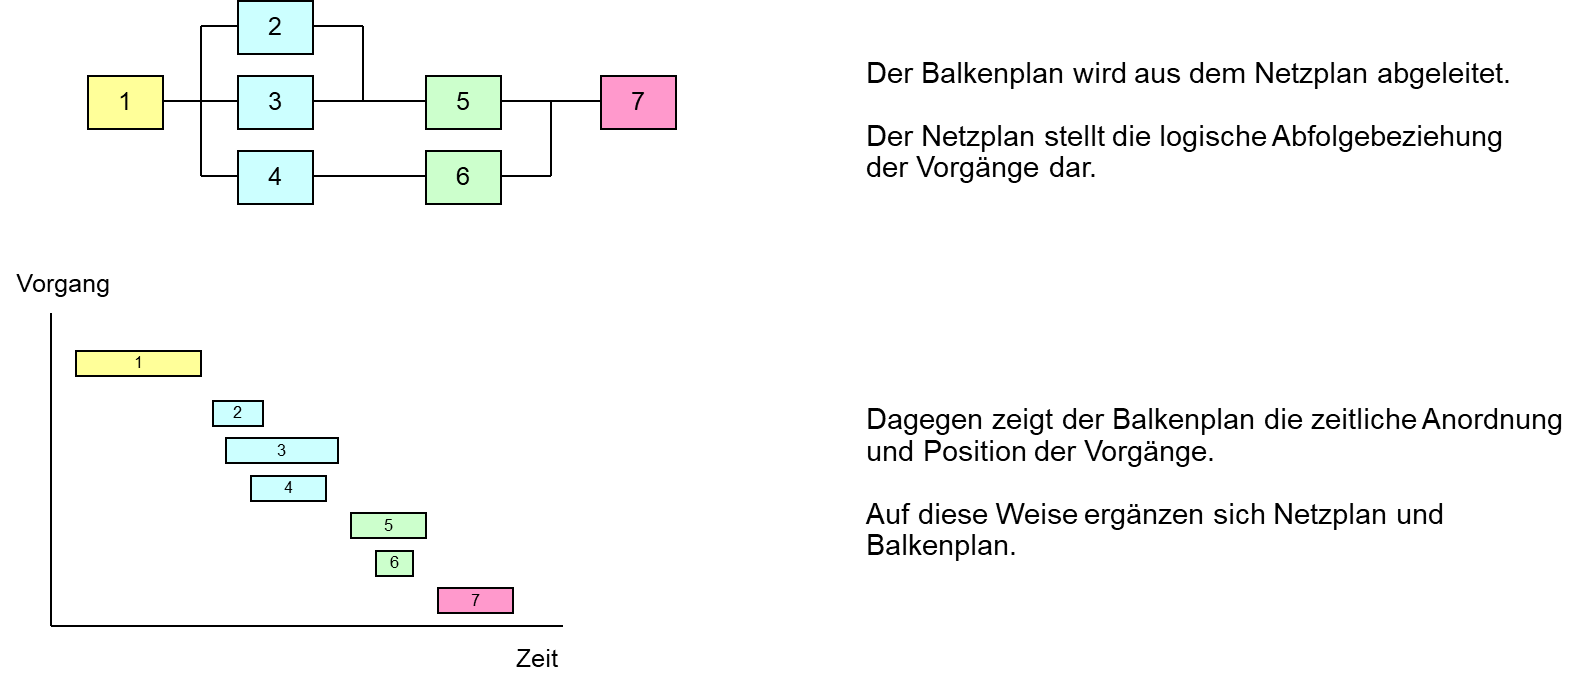 2
1
3
5
7
4
6
Der Balkenplan wird aus dem Netzplan abgeleitet.
Der Netzplan stellt die logische Abfolgebeziehung
der Vorgänge dar.
Vorgang
1
2
3
4
5
6
7
Zeit
Dagegen zeigt der Balkenplan die zeitliche Anordnung
und Position der Vorgänge.
Auf diese Weise ergänzen sich Netzplan und
Balkenplan.